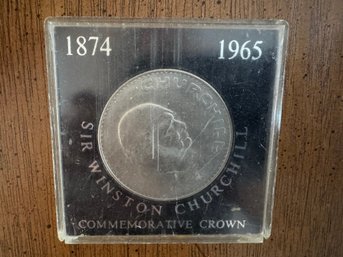 1874
1965
CHURCHILL
SIR WINSTON CHURCHILL
COMMEMORATIVE CROWN